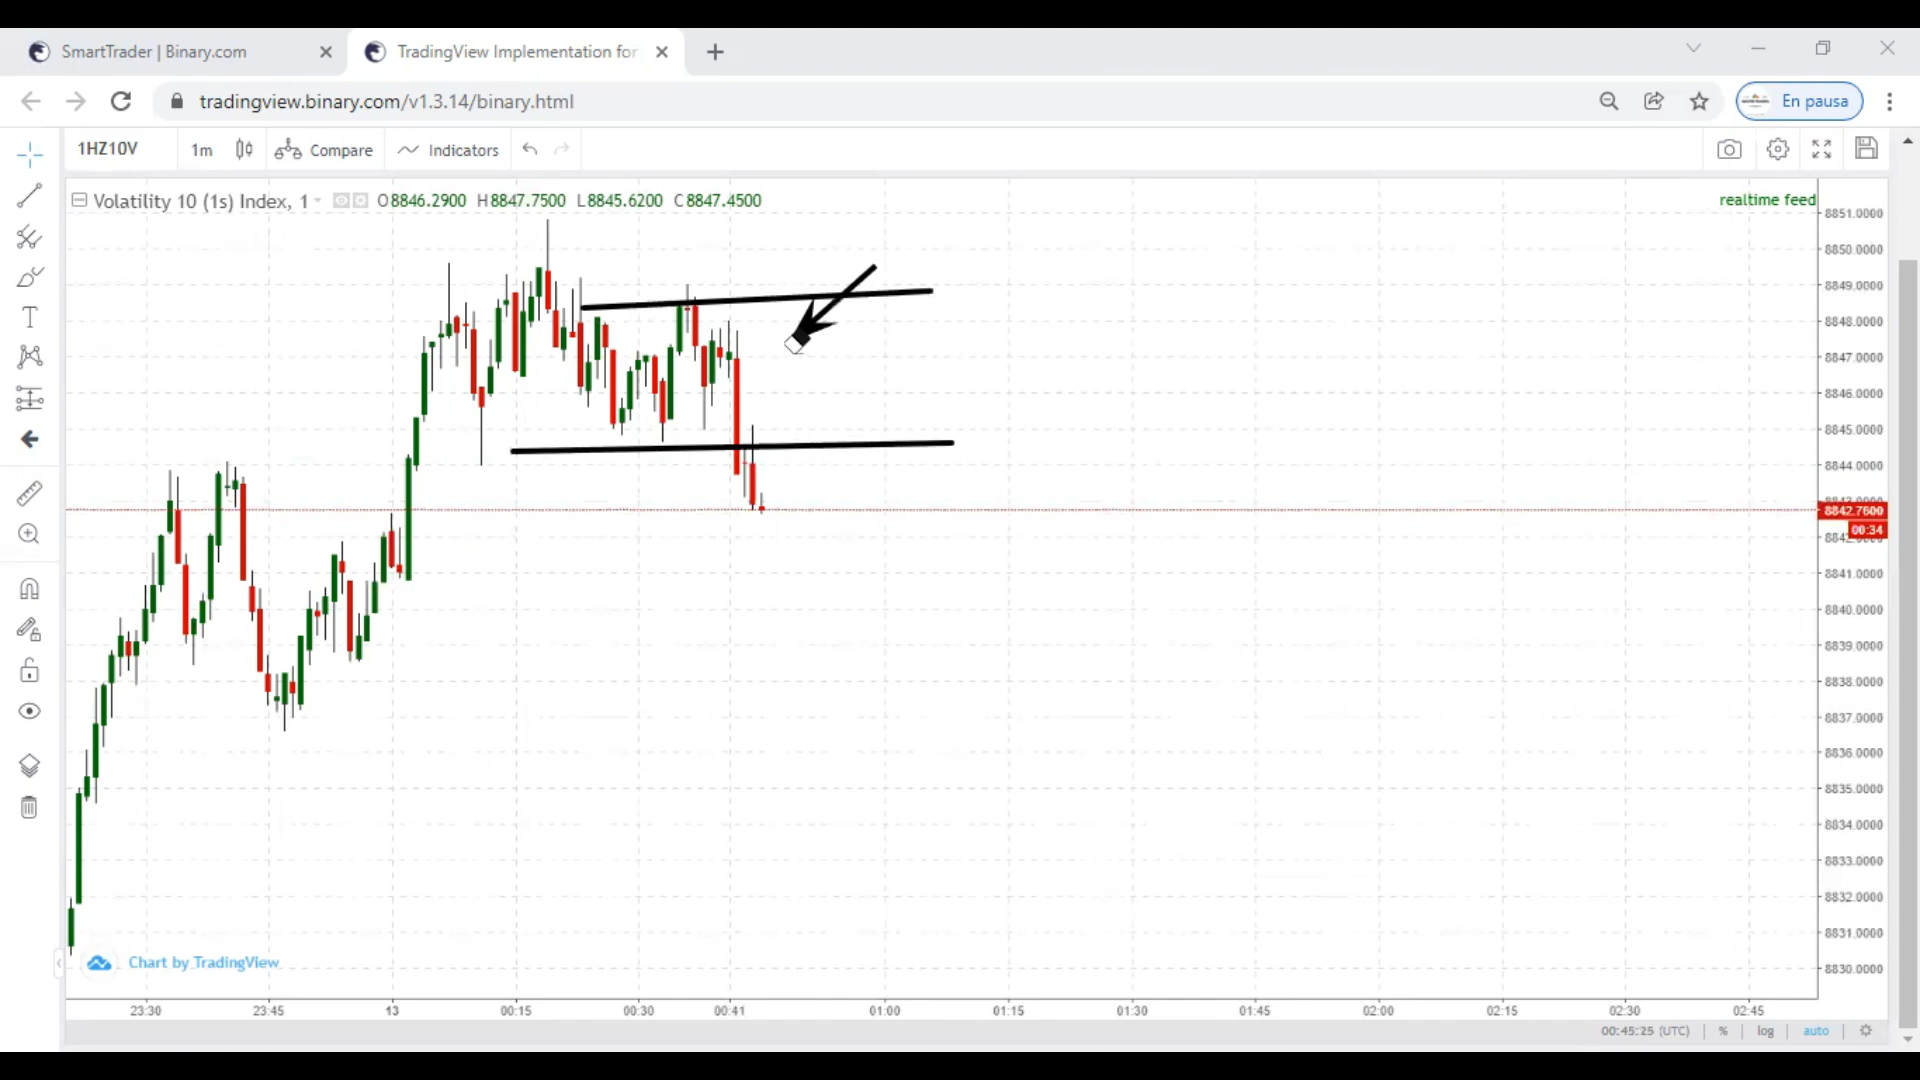 SmartTrader | Binary.com
TradingView Implementation for
tradingview.binary.com/v1.3.14/binary.html
En pausa
1HZ10V
1m
Compare
Indicators
Volatility 10 (1s) Index, 1
O8846.2900 H8847.7500 L8845.6200 C8847.4500
realtime feed
8851.0000
8850.0000
8849.0000
8848.0000
8847.0000
8846.0000
8845.0000
8844.0000
8842.7600
00:34
8841.0000
8840.0000
8839.0000
8838.0000
8837.0000
8836.0000
8835.0000
8834.0000
8833.0000
8832.0000
8831.0000
8830.0000
Chart by TradingView
23:30 23:45 13 00:15 00:30 00:41 01:00 01:15 01:30 01:45 02:00 02:15 02:30 02:45
00:45:25 (UTC) % log auto